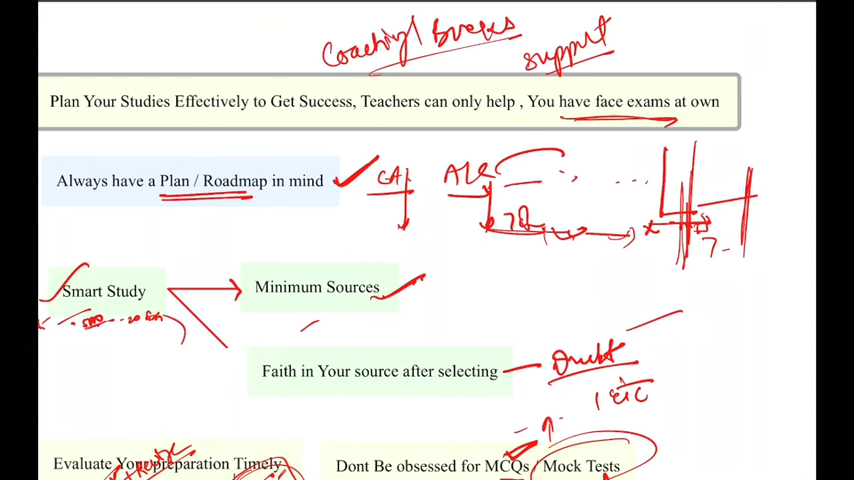 Coaching/
support
Plan Your Studies Effectively to Get Success, Teachers can only help , You have face exams at own
Always have a Plan / Roadmap in mind
Smart Study
Minimum Sources
Faith in Your source after selecting
Doubt
Evaluate Your preparation Timely
Dont Be obsessed for MCQs / Mock Tests